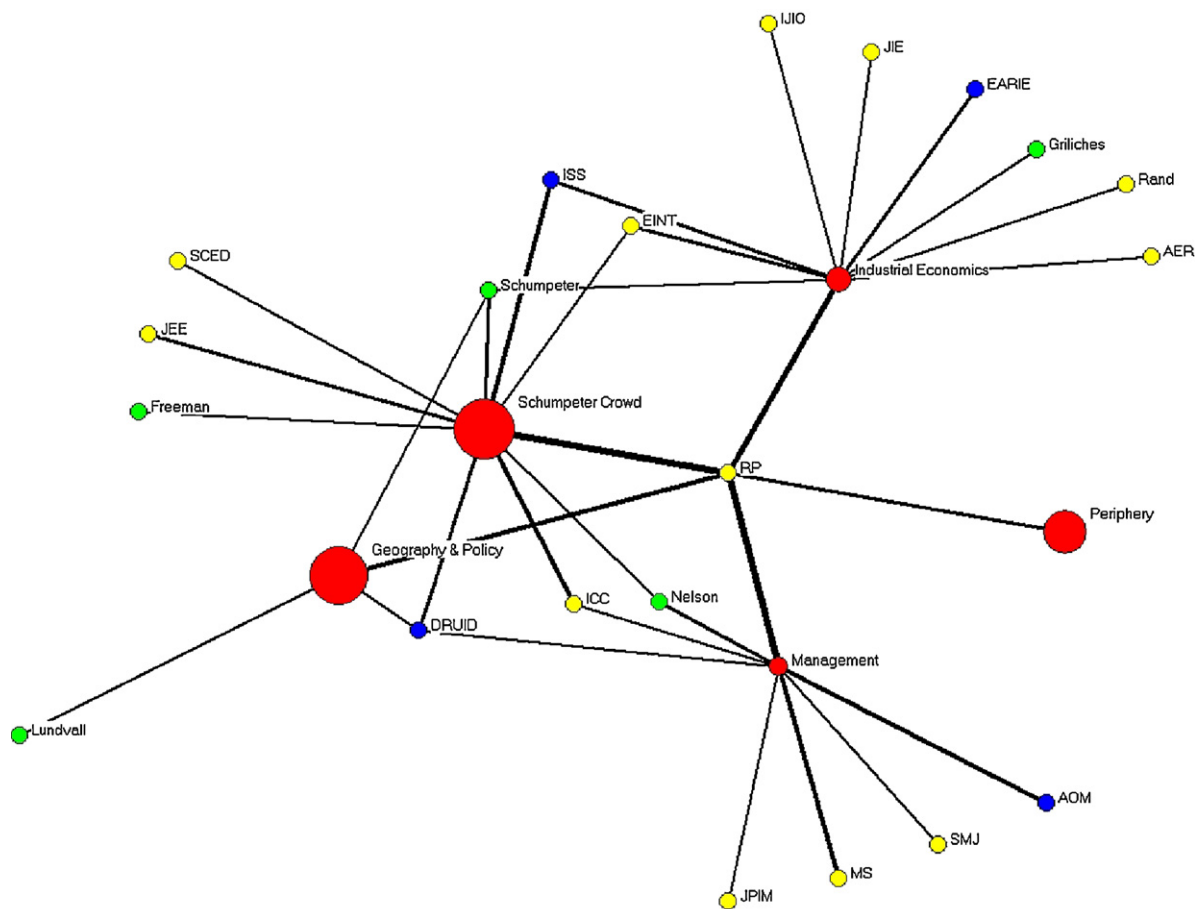 IJIO
JIE
EARIE
Griliches
ISS
Rand
EINT
SCED
AER
Industrial Economics
Schumpeter
JEE
Schumpeter Crowd
Freeman
RP
Periphery
Geography & Policy
ICC
Nelson
DRUID
Management
Lundvall
AOM
SMJ
MS
JPIM